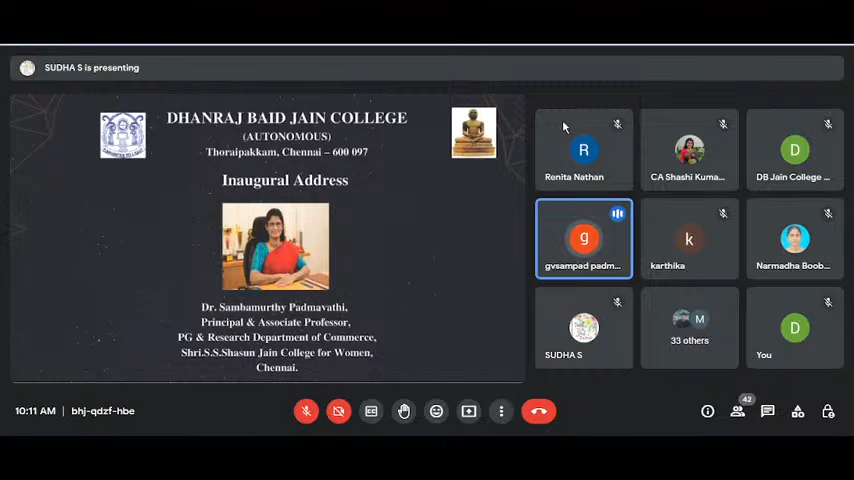 SUDHA S is presenting
DHANRAJ BAID JAIN COLLEGE
(AUTONOMOUS)
Thoraipakkam, Chennai – 600 097
Inaugural Address
Dr. Sambamurthy Padmavathi,
Principal & Associate Professor,
PG & Research Department of Commerce,
Shri.S.S.Shasun Jain College for Women,
Chennai.
R
Renita Nathan
CA Shashi Kuma...
D
DB Jain College ...
g
gvsampad padm...
k
karthika
Narmadha Boob...
SUDHA S
M
33 others
D
You
10:11 AM | bhj-qdzf-hbe
42